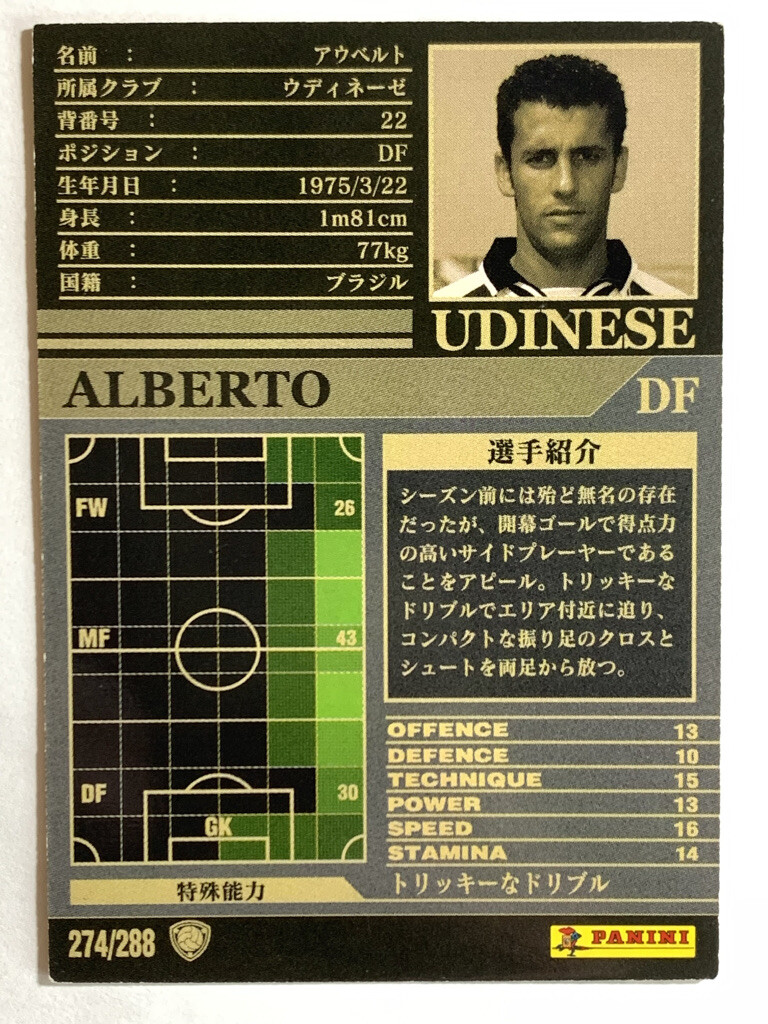 名前 : アウベルト
所属クラブ : ウディネーゼ
背番号 : 22
ポジション : DF
生年月日 : 1975/3/22
身長 : 1m81cm
体重 : 77kg
国籍 : ブラジル
UDINESE
ALBERTO
DF
FW 26
MF 43
DF 30
GK
選手紹介
シーズン前には殆ど無名の存在
だったが、開幕ゴールで得点力
の高いサイドプレーヤーである
ことをアピール。トリッキーな
ドリブルでエリア付近に迫り、
コンパクトな振り足のクロスと
シュートを両足から放つ。
OFFENCE 13
DEFENCE 10
TECHNIQUE 15
POWER 13
SPEED 16
STAMINA 14
特殊能力 トリッキーなドリブル
274/288
PANINI